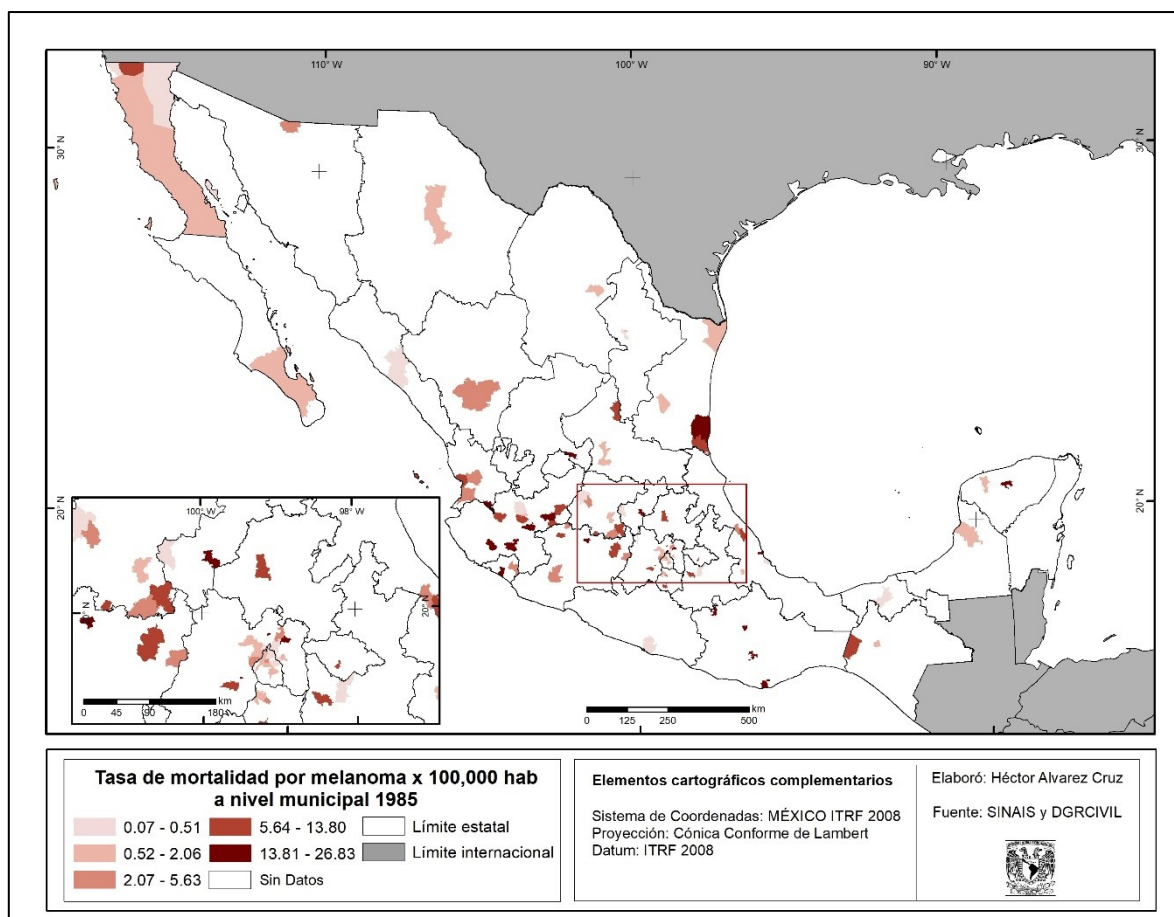 110° W
100° W
90° W
30° N
30° N
20° N
20° N
100° W
98° W
20° N
20° N
km
0 45 90 180
km
0 125 250 500
Tasa de mortalidad por melanoma x 100,000 hab
a nivel municipal 1985
0.07 - 0.51
5.64 - 13.80
Límite estatal
0.52 - 2.06
13.81 - 26.83
Límite internacional
2.07 - 5.63
Sin Datos
Elementos cartográficos complementarios
Sistema de Coordenadas: MÉXICO ITRF 2008
Proyección: Cónica Conforme de Lambert
Datum: ITRF 2008
Elaboró: Héctor Alvarez Cruz
Fuente: SINAIS y DGRCIVIL